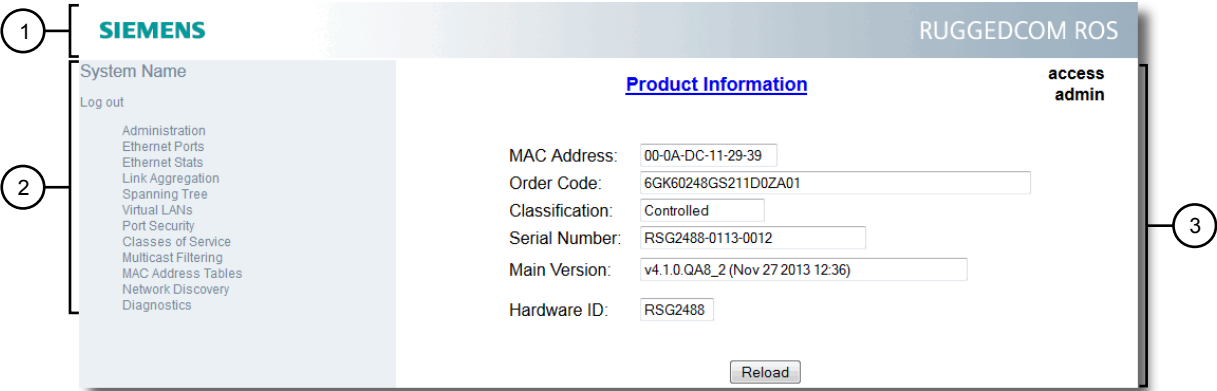 1
SIEMENS
RUGGEDCOM ROS
2
System Name
Log out
Administration
Ethernet Ports
Ethernet Stats
Link Aggregation
Spanning Tree
Virtual LANs
Port Security
Classes of Service
Multicast Filtering
MAC Address Tables
Network Discovery
Diagnostics
Product Information
access
admin
MAC Address: 00-0A-DC-11-29-39
Order Code: 6GK60248GS211D0ZA01
Classification: Controlled
Serial Number: RSG2488-0113-0012
Main Version: v4.1.0.QA8_2 (Nov 27 2013 12:36)
Hardware ID: RSG2488
Reload
3